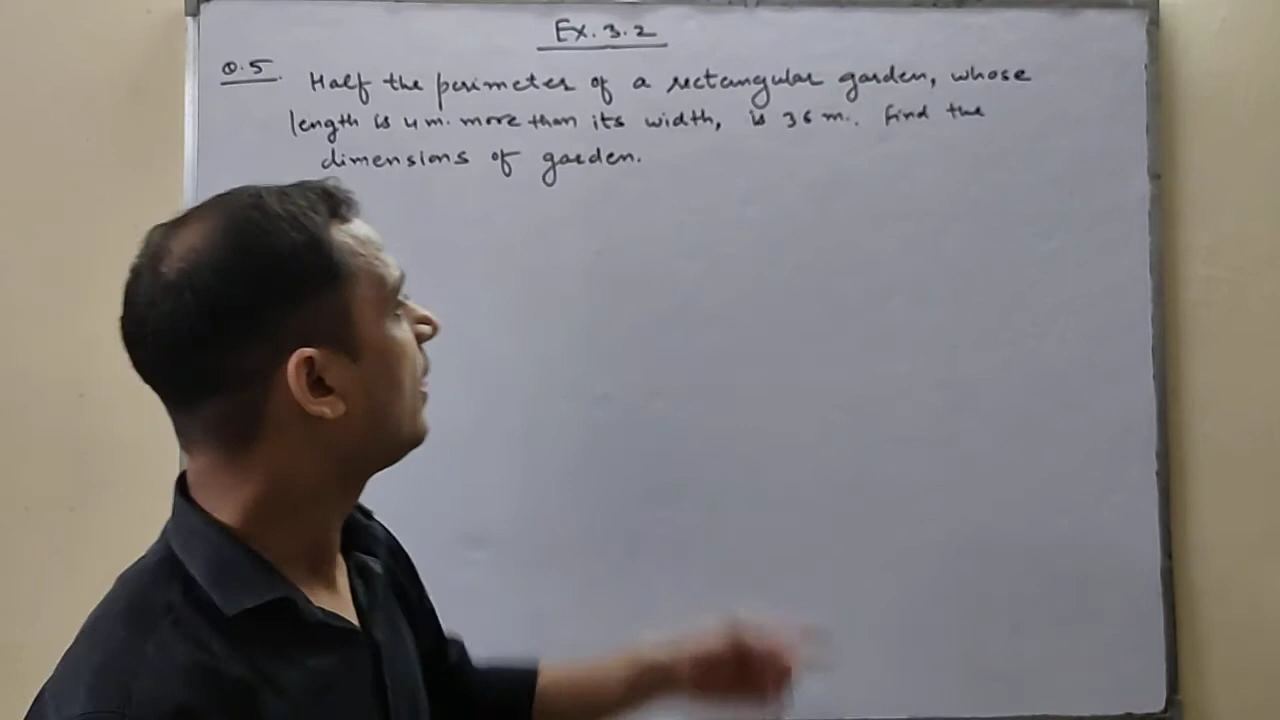 Ex. 3.2
Q.5. Half the perimeter of a rectangular garden, whose
length is 4 m. more than its width, is 36 m.. Find the
dimensions of garden.